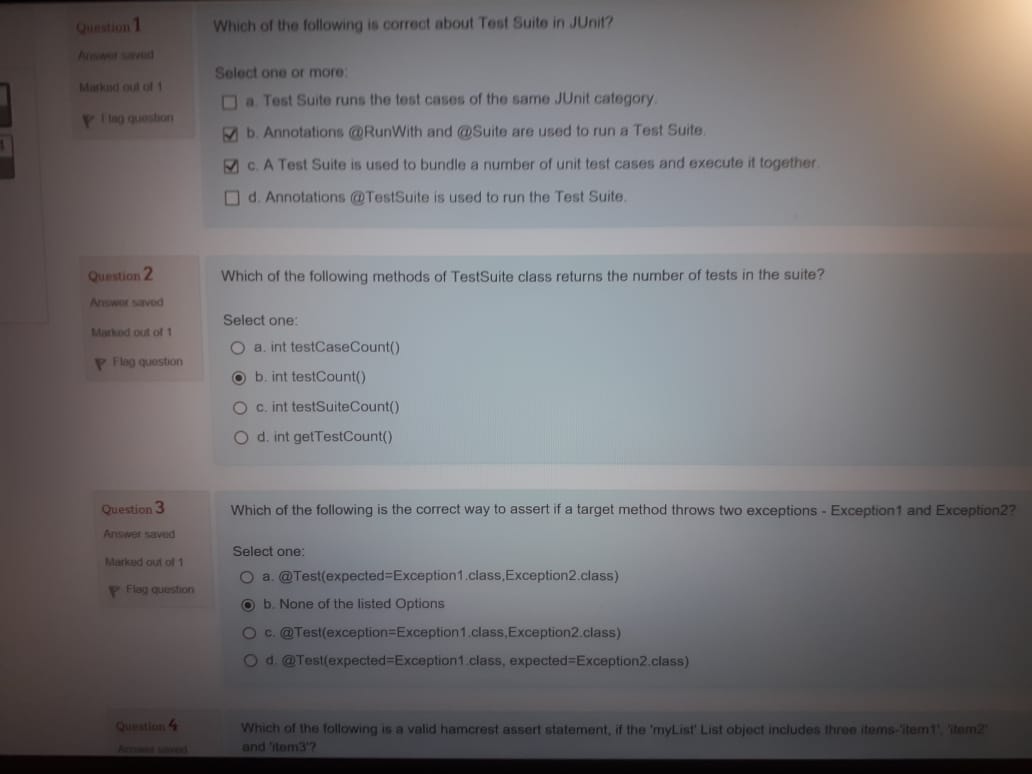 Question 1
Answer saved
Marked out of 1
Flag question
Which of the following is correct about Test Suite in JUnit?
Select one or more:
a. Test Suite runs the test cases of the same JUnit category.
b. Annotations @RunWith and @Suite are used to run a Test Suite.
c. A Test Suite is used to bundle a number of unit test cases and execute it together.
d. Annotations @TestSuite is used to run the Test Suite.
Question 2
Answer saved
Marked out of 1
Flag question
Which of the following methods of TestSuite class returns the number of tests in the suite?
Select one:
a. int testCaseCount()
b. int testCount()
c. int testSuiteCount()
d. int getTestCount()
Question 3
Answer saved
Marked out of 1
Flag question
Which of the following is the correct way to assert if a target method throws two exceptions - Exception1 and Exception2?
Select one:
a. @Test(expected=Exception1.class,Exception2.class)
b. None of the listed Options
c. @Test(exception=Exception1.class,Exception2.class)
d. @Test(expected=Exception1.class, expected=Exception2.class)
Question 4
Answer saved
Which of the following is a valid hamcrest assert statement, if the 'myList' List object includes three items-'item1', 'item2'
and 'item3'?